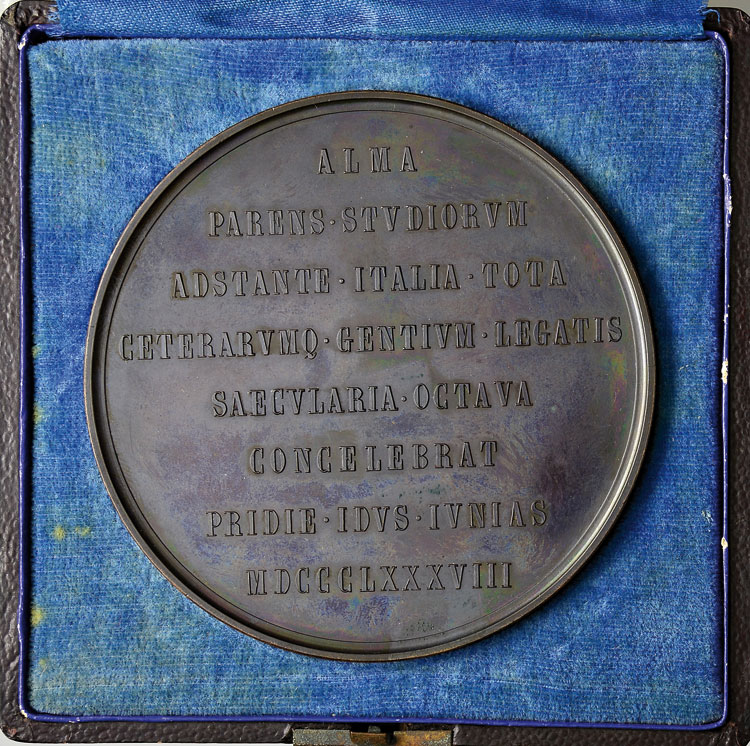 ALMA
PARENS·STVDIORVM
ADSTANTE·ITALIA·TOTA
CETERARVMQ·GENTIVM·LEGATIS
SAECVLARIA·OCTAVA
CONCELEBRAT
PRIDIE·IDVS·IVNIAS
MDCCCLXXXVIII